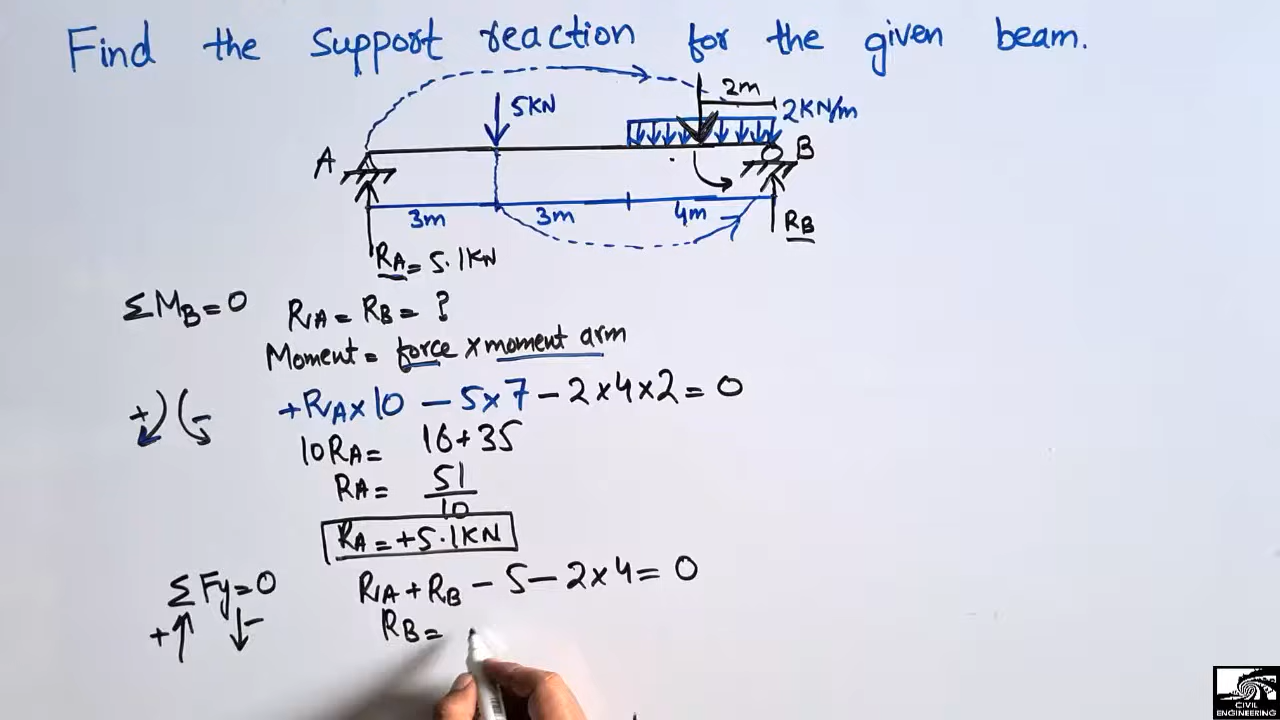 Find the support reaction for the given beam.
2m
5KN
2KN/m
A
B
3m
3m
4m
RB
RA = 5.1KN
ΣMB=0
RA = RB = ?
Moment = force × moment arm
+RA×10 - 5×7 - 2×4×2 = 0
+ -
10RA = 16+35
RA = 51/10
RA = +5.1KN
ΣFy=0
RA + RB - 5 - 2×4 = 0
+ -
RB =
CIVIL
ENGINEERING